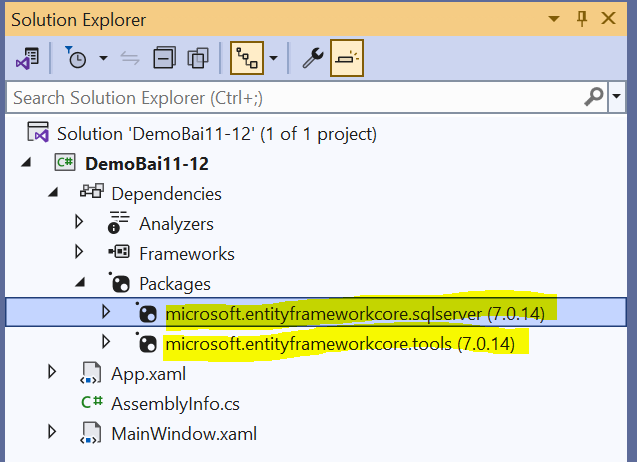 Solution Explorer
Search Solution Explorer (Ctrl+;)
Solution 'DemoBai11-12' (1 of 1 project)
C# DemoBai11-12
Dependencies
Analyzers
Frameworks
Packages
microsoft.entityframeworkcore.sqlserver (7.0.14)
microsoft.entityframeworkcore.tools (7.0.14)
App.xaml
C# AssemblyInfo.cs
MainWindow.xaml